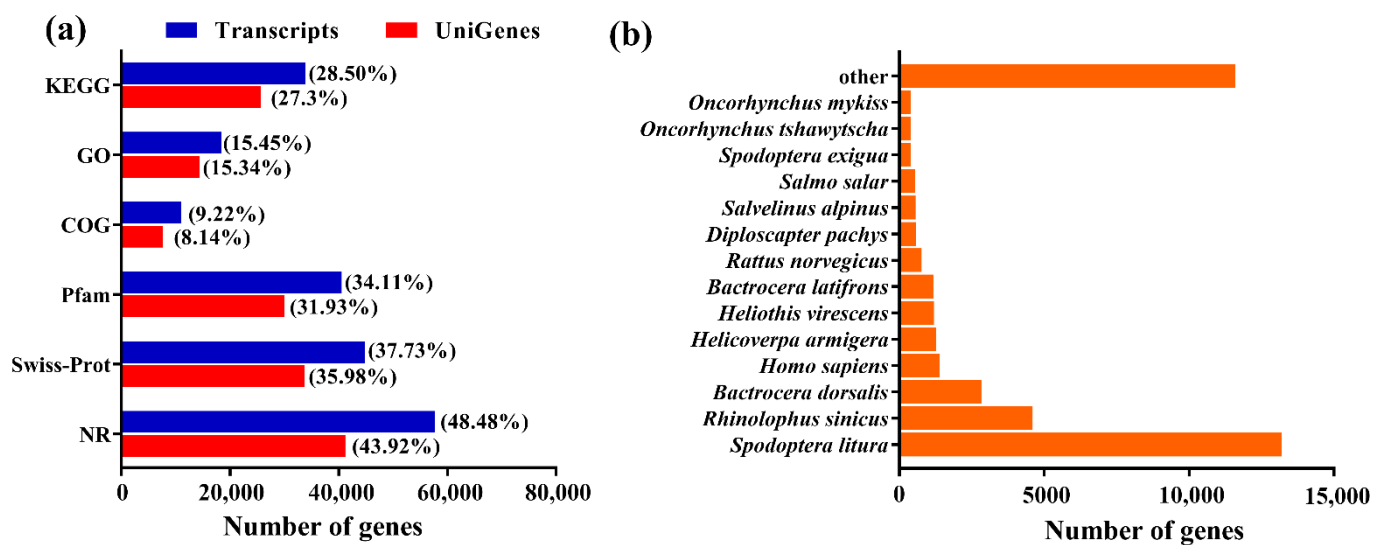 (a)
Transcripts
UniGenes
KEGG
(28.50%)
(27.3%)
GO
(15.45%)
(15.34%)
COG
(9.22%)
(8.14%)
Pfam
(34.11%)
(31.93%)
Swiss-Prot
(37.73%)
(35.98%)
NR
(48.48%)
(43.92%)
0 20,000 40,000 60,000 80,000
Number of genes
(b)
other
Oncorhynchus mykiss
Oncorhynchus tshawytscha
Spodoptera exigua
Salmo salar
Salvelinus alpinus
Diploscapter pachys
Rattus norvegicus
Bactrocera latifrons
Heliothis virescens
Helicoverpa armigera
Homo sapiens
Bactrocera dorsalis
Rhinolophus sinicus
Spodoptera litura
0 5000 10,000 15,000
Number of genes